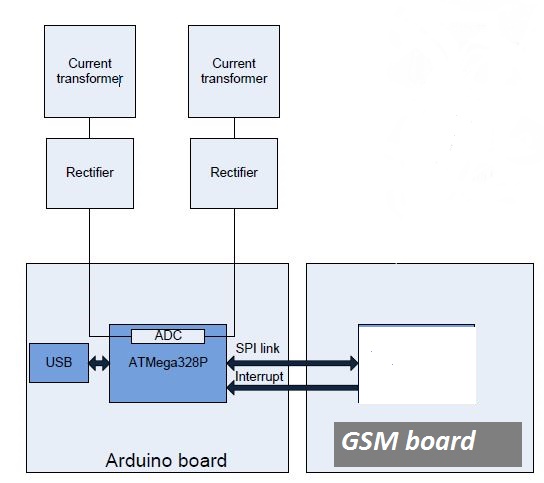 Current
transformer
Current
transformer
Rectifier
Rectifier
ADC
SPI link
USB
ATMega328P
Interrupt
GSM board
Arduino board